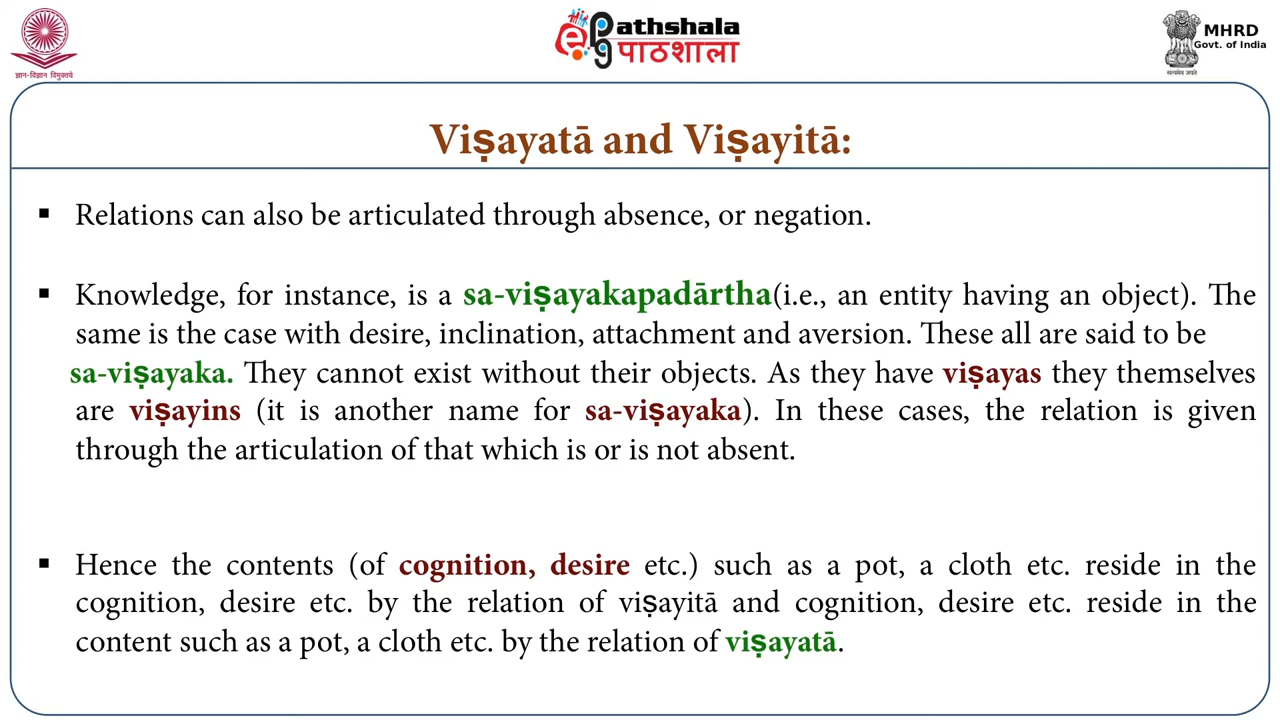 ज्ञान-विज्ञान विमुक्तये
ePG Pathshala
पाठशाला
MHRD
Govt. of India
सत्यमेव जयते
Viṣayatā and Viṣayitā:
▪ Relations can also be articulated through absence, or negation.
▪ Knowledge, for instance, is a sa-viṣayakapadārtha(i.e., an entity having an object). The
same is the case with desire, inclination, attachment and aversion. These all are said to be
sa-viṣayaka. They cannot exist without their objects. As they have viṣayas they themselves
are viṣayins (it is another name for sa-viṣayaka). In these cases, the relation is given
through the articulation of that which is or is not absent.
▪ Hence the contents (of cognition, desire etc.) such as a pot, a cloth etc. reside in the
cognition, desire etc. by the relation of viṣayitā and cognition, desire etc. reside in the
content such as a pot, a cloth etc. by the relation of viṣayatā.